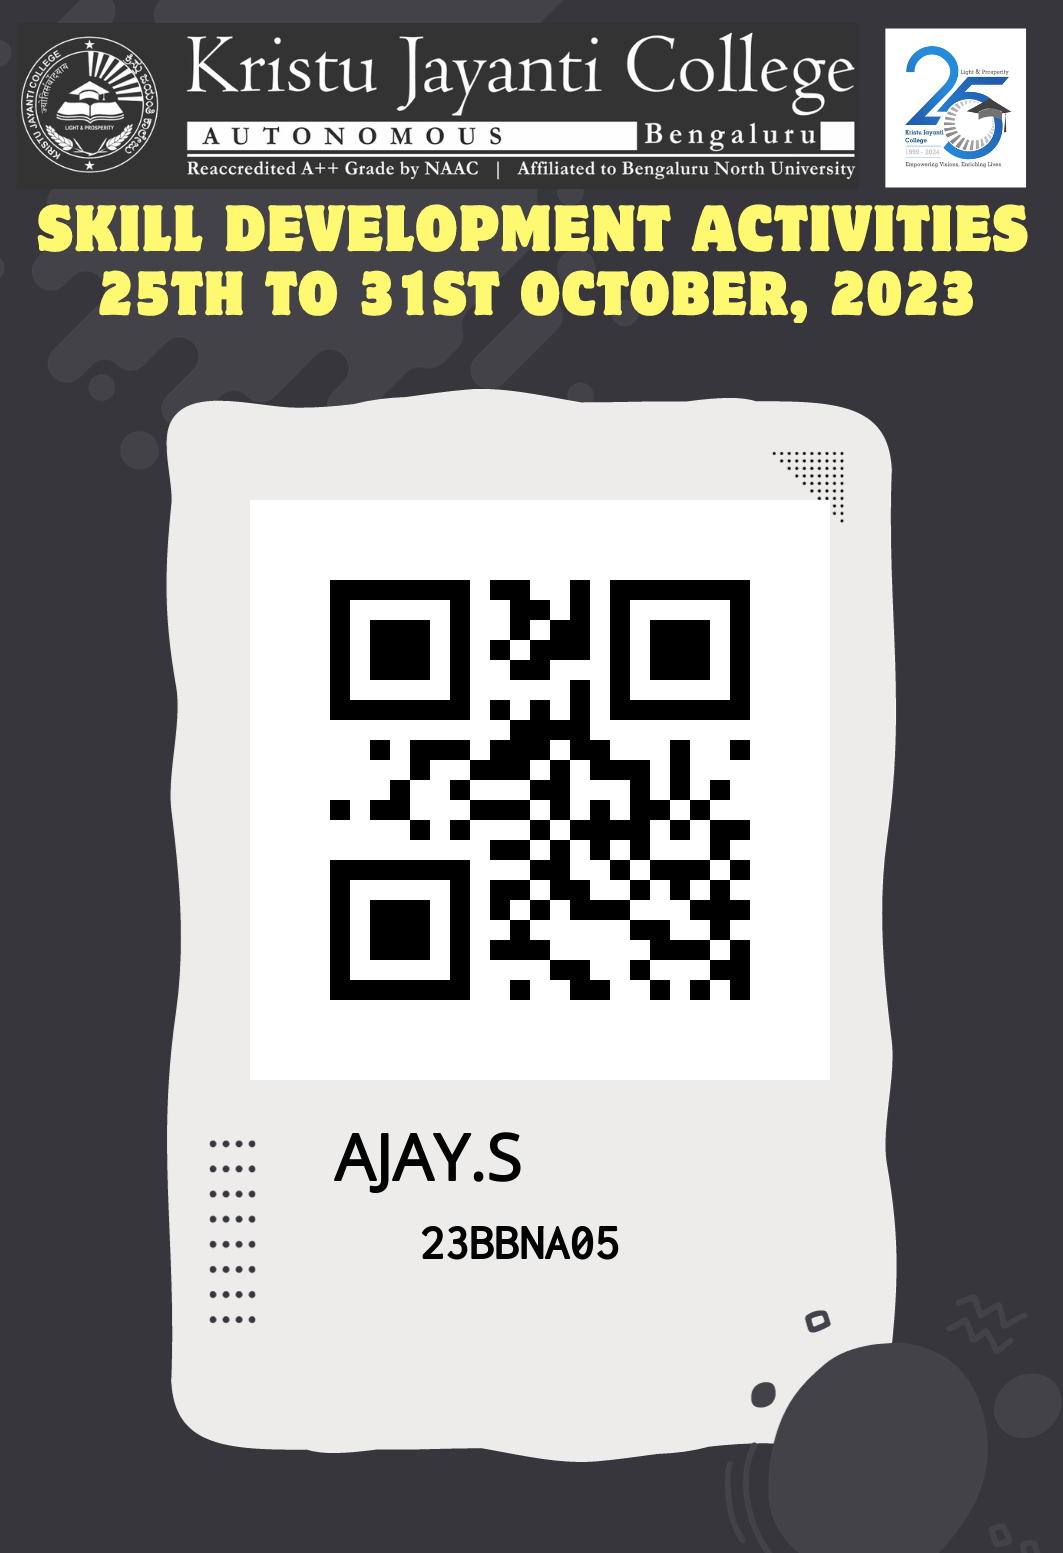 Kristu Jayanti College
AUTONOMOUS Bengaluru
Reaccredited A++ Grade by NAAC | Affiliated to Bengaluru North University
KRISTU JAYANTI COLLEGE
LIGHT & PROSPERITY
25
Light & Prosperity
Kristu Jayanti
College
1999 - 2024
Empowering Visions, Enriching Lives
SKILL DEVELOPMENT ACTIVITIES
25TH TO 31ST OCTOBER, 2023
AJAY.S
23BBNA05